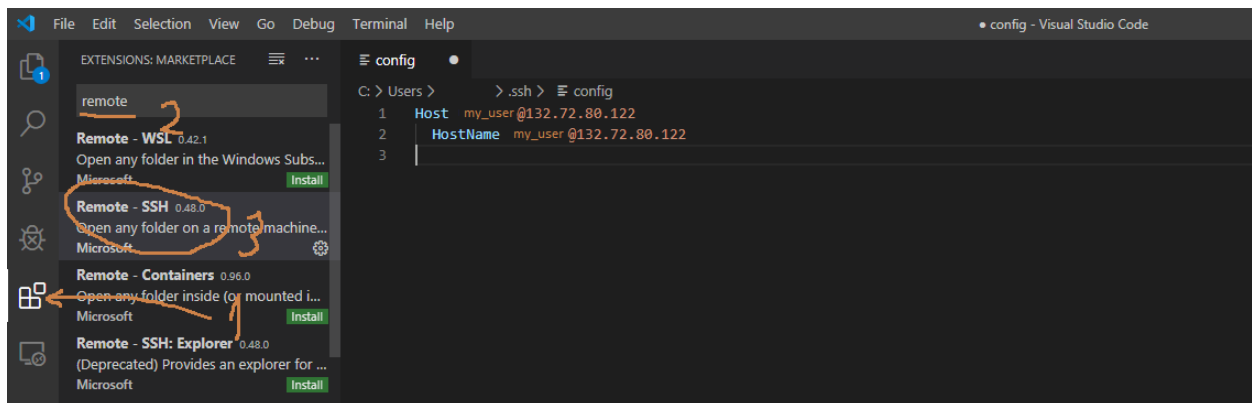 File Edit Selection View Go Debug Terminal Help ● config - Visual Studio Code
EXTENSIONS: MARKETPLACE
remote
2
Remote - WSL 0.42.1
Open any folder in the Windows Subs...
Microsoft Install
Remote - SSH 0.48.0
Open any folder on a remote machine...
Microsoft
3
Remote - Containers 0.96.0
Open any folder inside (or mounted i...
Microsoft Install
1
Remote - SSH: Explorer 0.48.0
(Deprecated) Provides an explorer for ...
Microsoft Install
1
config ●
C: > Users > > .ssh > config
1 Host my_user@132.72.80.122
2 HostName my_user@132.72.80.122
3